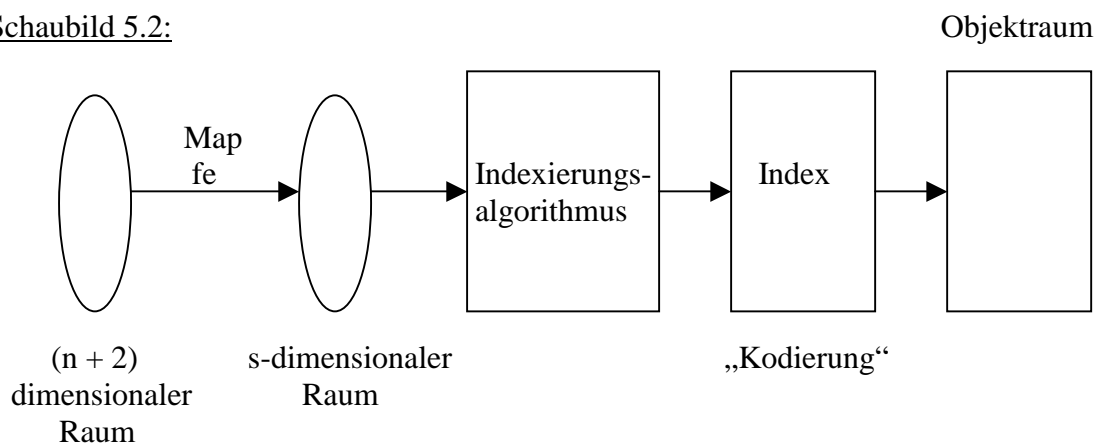 Schaubild 5.2:
Objektraum
Map
fe
Indexierungs-
algorithmus
Index
(n + 2)
dimensionaler
Raum
s-dimensionaler
Raum
„Kodierung“